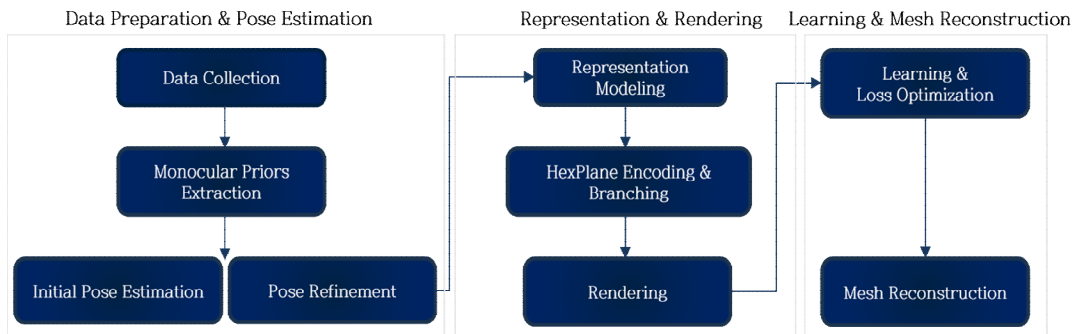 Data Preparation & Pose Estimation
Data Collection
Monocular Priors
Extraction
Initial Pose Estimation
Pose Refinement
Representation & Rendering
Representation
Modeling
HexPlane Encoding &
Branching
Rendering
Learning & Mesh Reconstruction
Learning &
Loss Optimization
Mesh Reconstruction